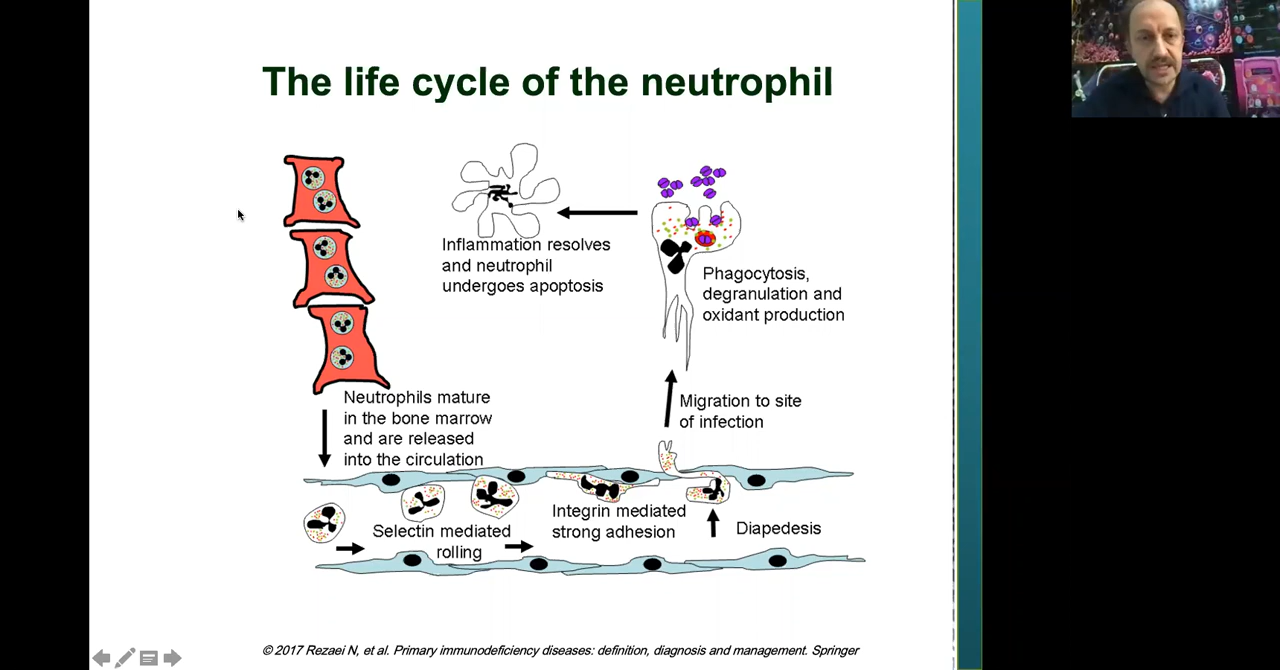 The life cycle of the neutrophil
Inflammation resolves
and neutrophil
undergoes apoptosis
Phagocytosis,
degranulation and
oxidant production
Neutrophils mature
in the bone marrow
and are released
into the circulation
Migration to site
of infection
Selectin mediated
rolling
Integrin mediated
strong adhesion
Diapedesis
© 2017 Rezaei N, et al. Primary immunodeficiency diseases: definition, diagnosis and management. Springer